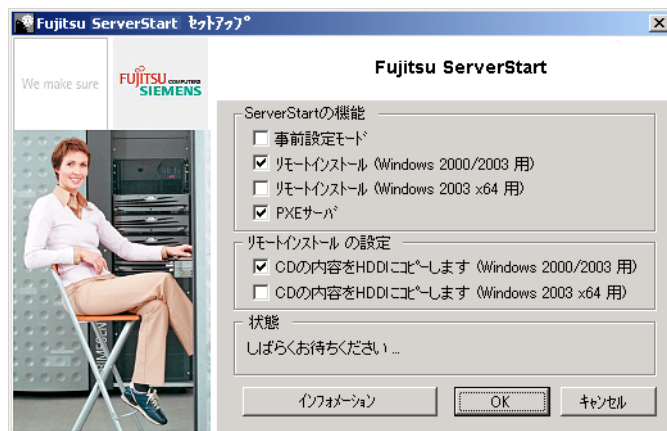 Fujitsu ServerStart ｾｯﾄｱｯﾌﾟ
We make sure
FUJITSU COMPUTERS
SIEMENS
Fujitsu ServerStart
ServerStartの機能
事前設定ﾓｰﾄﾞ
ﾘﾓｰﾄｲﾝｽﾄｰﾙ (Windows 2000/2003 用)
ﾘﾓｰﾄｲﾝｽﾄｰﾙ (Windows 2003 x64 用)
PXEｻｰﾊﾞ
ﾘﾓｰﾄｲﾝｽﾄｰﾙ の設定
CDの内容をHDDにｺﾋﾟｰします (Windows 2000/2003 用)
CDの内容をHDDにｺﾋﾟｰします (Windows 2003 x64 用)
状態
しばらくお待ちください ...
ｲﾝﾌｫﾒｰｼｮﾝ
OK
ｷｬﾝｾﾙ